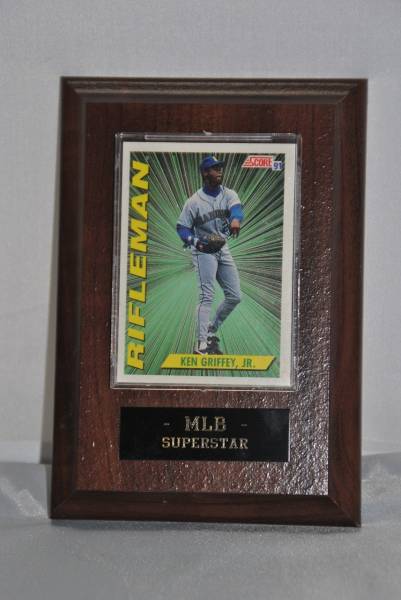 RIFLEMAN
SCORE
91
KEN GRIFFEY, JR.
- MLB -
SUPERSTAR